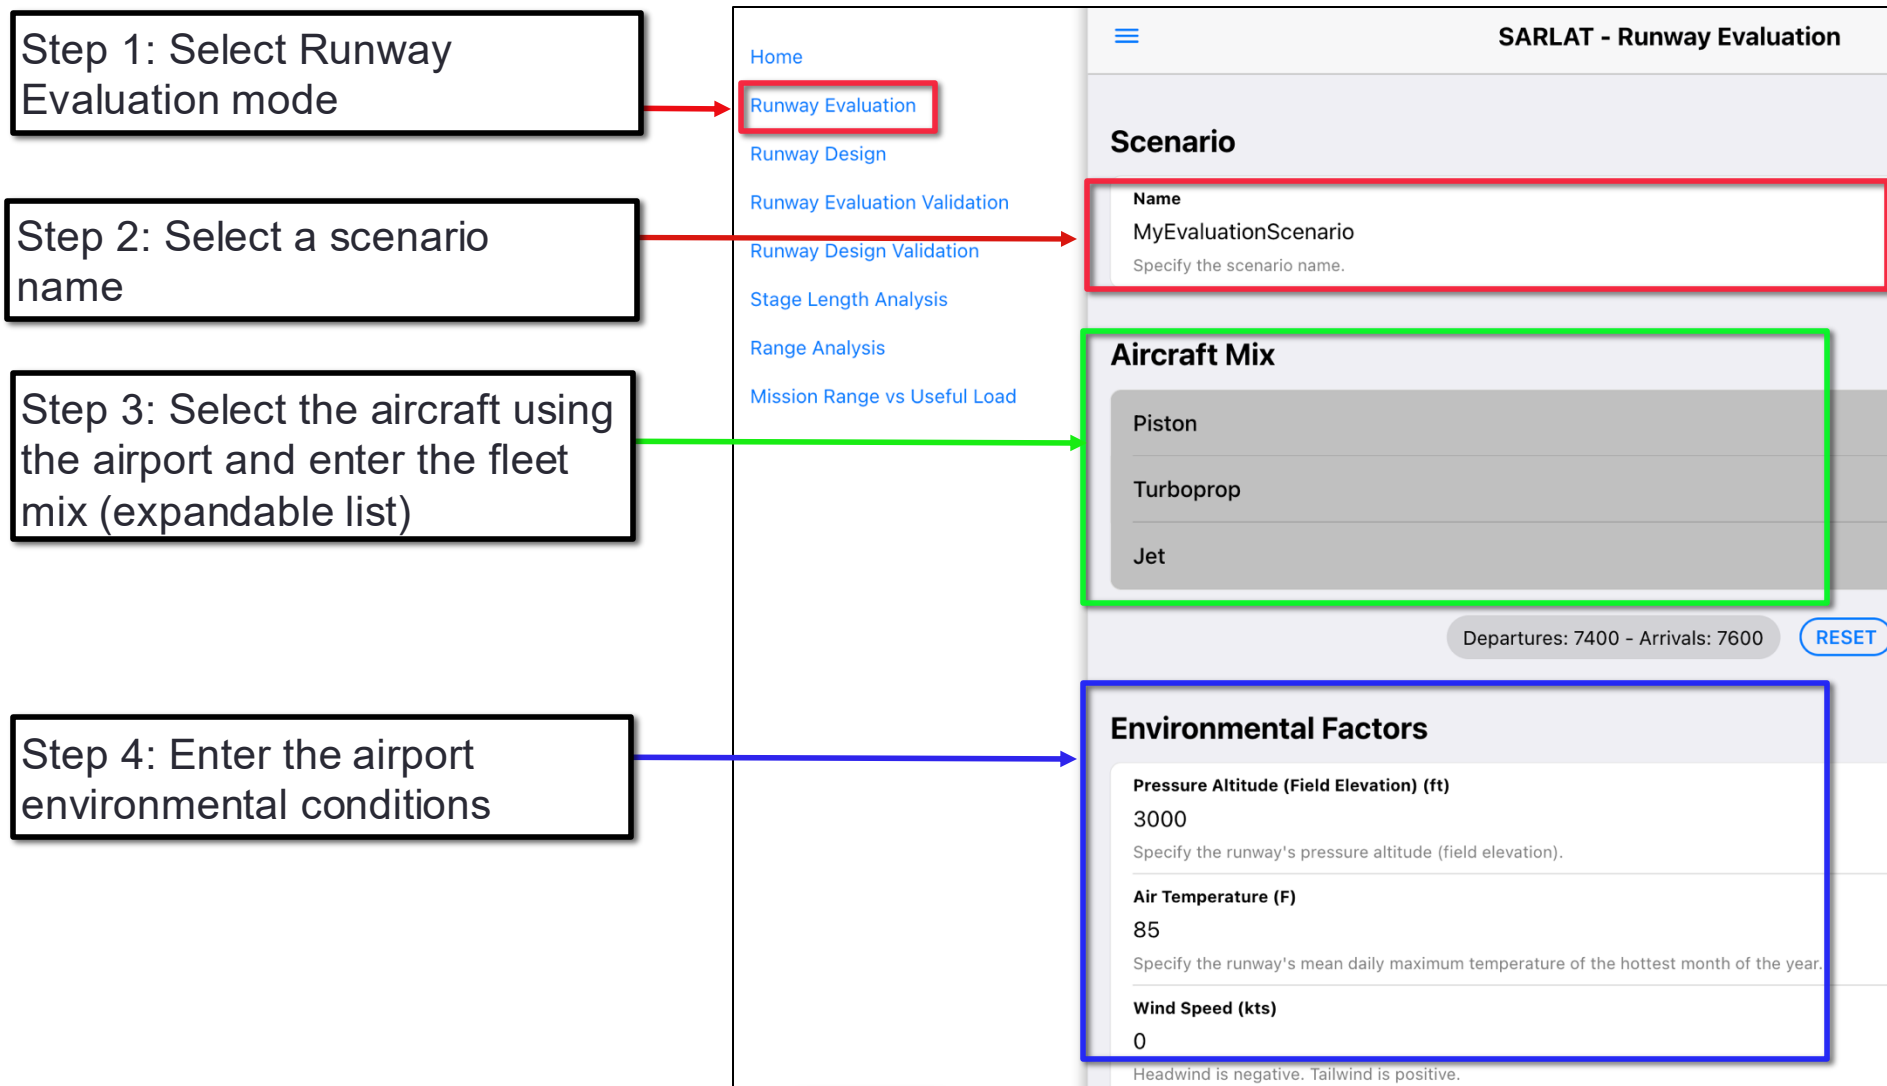 Step 1: Select Runway
Evaluation mode
Step 2: Select a scenario
name
Step 3: Select the aircraft using
the airport and enter the fleet
mix (expandable list)
Step 4: Enter the airport
environmental conditions
Home
Runway Evaluation
Runway Design
Runway Evaluation Validation
Runway Design Validation
Stage Length Analysis
Range Analysis
Mission Range vs Useful Load
SARLAT - Runway Evaluation
Scenario
Name
MyEvaluationScenario
Specify the scenario name.
Aircraft Mix
Piston
Turboprop
Jet
Departures: 7400 - Arrivals: 7600
RESET
Environmental Factors
Pressure Altitude (Field Elevation) (ft)
3000
Specify the runway's pressure altitude (field elevation).
Air Temperature (F)
85
Specify the runway's mean daily maximum temperature of the hottest month of the year.
Wind Speed (kts)
0
Headwind is negative. Tailwind is positive.